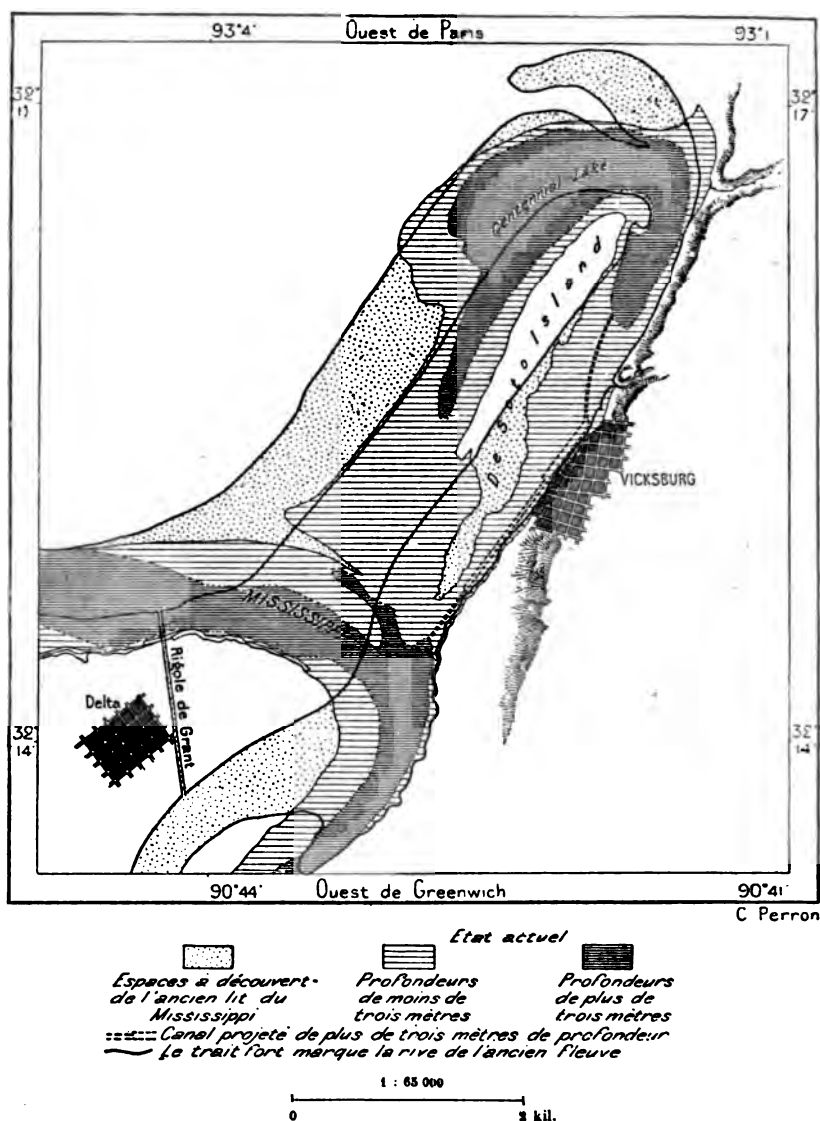 93°4' Ouest de Paris 93°1'
32° 17' 32° 17'
Centennial Lake
De Soto Island
VICKSBURG
MISSISSIPPI
Rigole de Grant
Delta
32° 14' 32° 14'
90°44' Ouest de Greenwich 90°41'
C Perron
Etat actuel
Espaces à découvert
de l'ancien lit du
Mississippi
Profondeurs
de moins de
trois mètres
Profondeurs
de plus de
trois mètres
Canal projeté de plus de trois mètres de profondeur
Le trait fort marque la rive de l'ancien fleuve
1 : 65 000
0 2 kil.